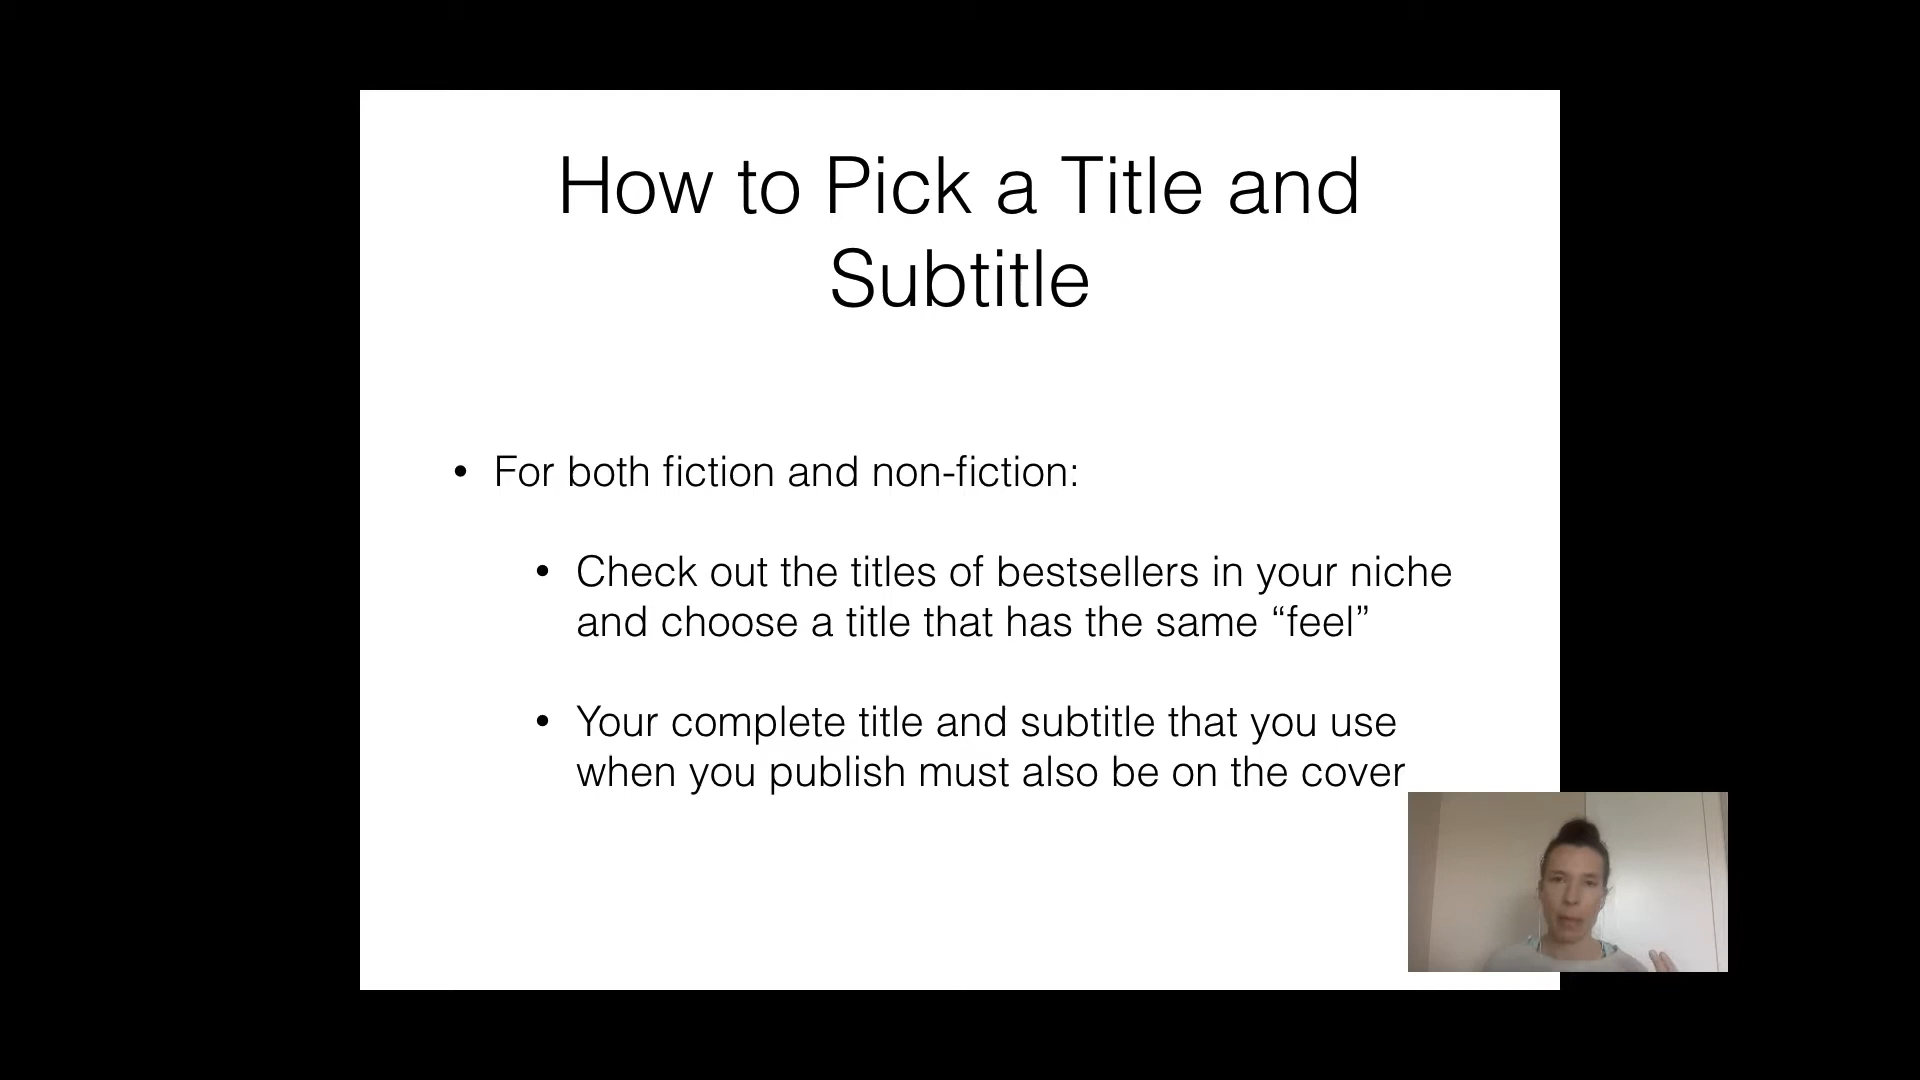 How to Pick a Title and
Subtitle
• For both fiction and non-fiction:
• Check out the titles of bestsellers in your niche
and choose a title that has the same “feel”
• Your complete title and subtitle that you use
when you publish must also be on the cover